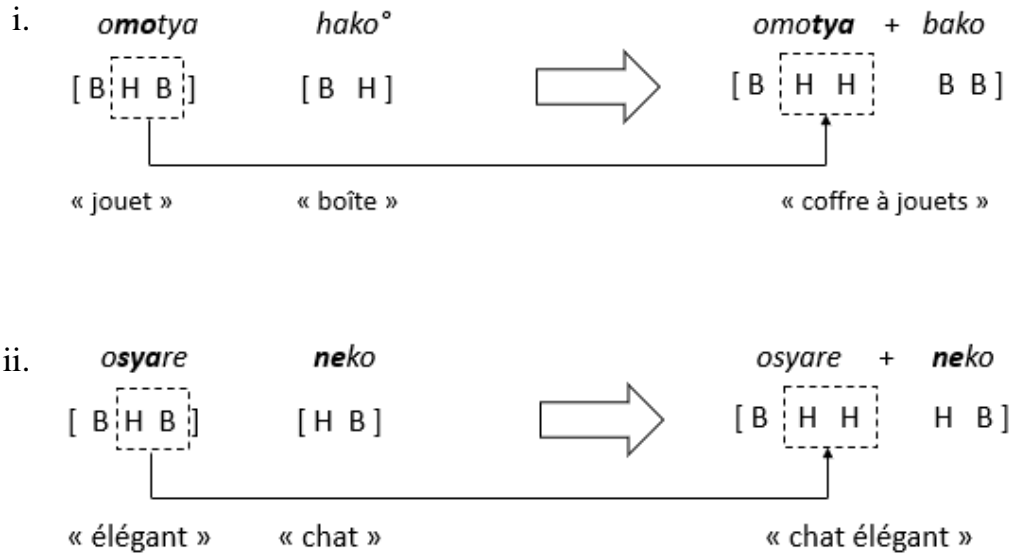 i. omotya hako° omotya + bako
[ B H B ] [ B H ] [ B H H B B ]
« jouet » « boîte » « coffre à jouets »
ii. osyare neko osyare + neko
[ B H B ] [ H B ] [ B H H H B ]
« élégant » « chat » « chat élégant »